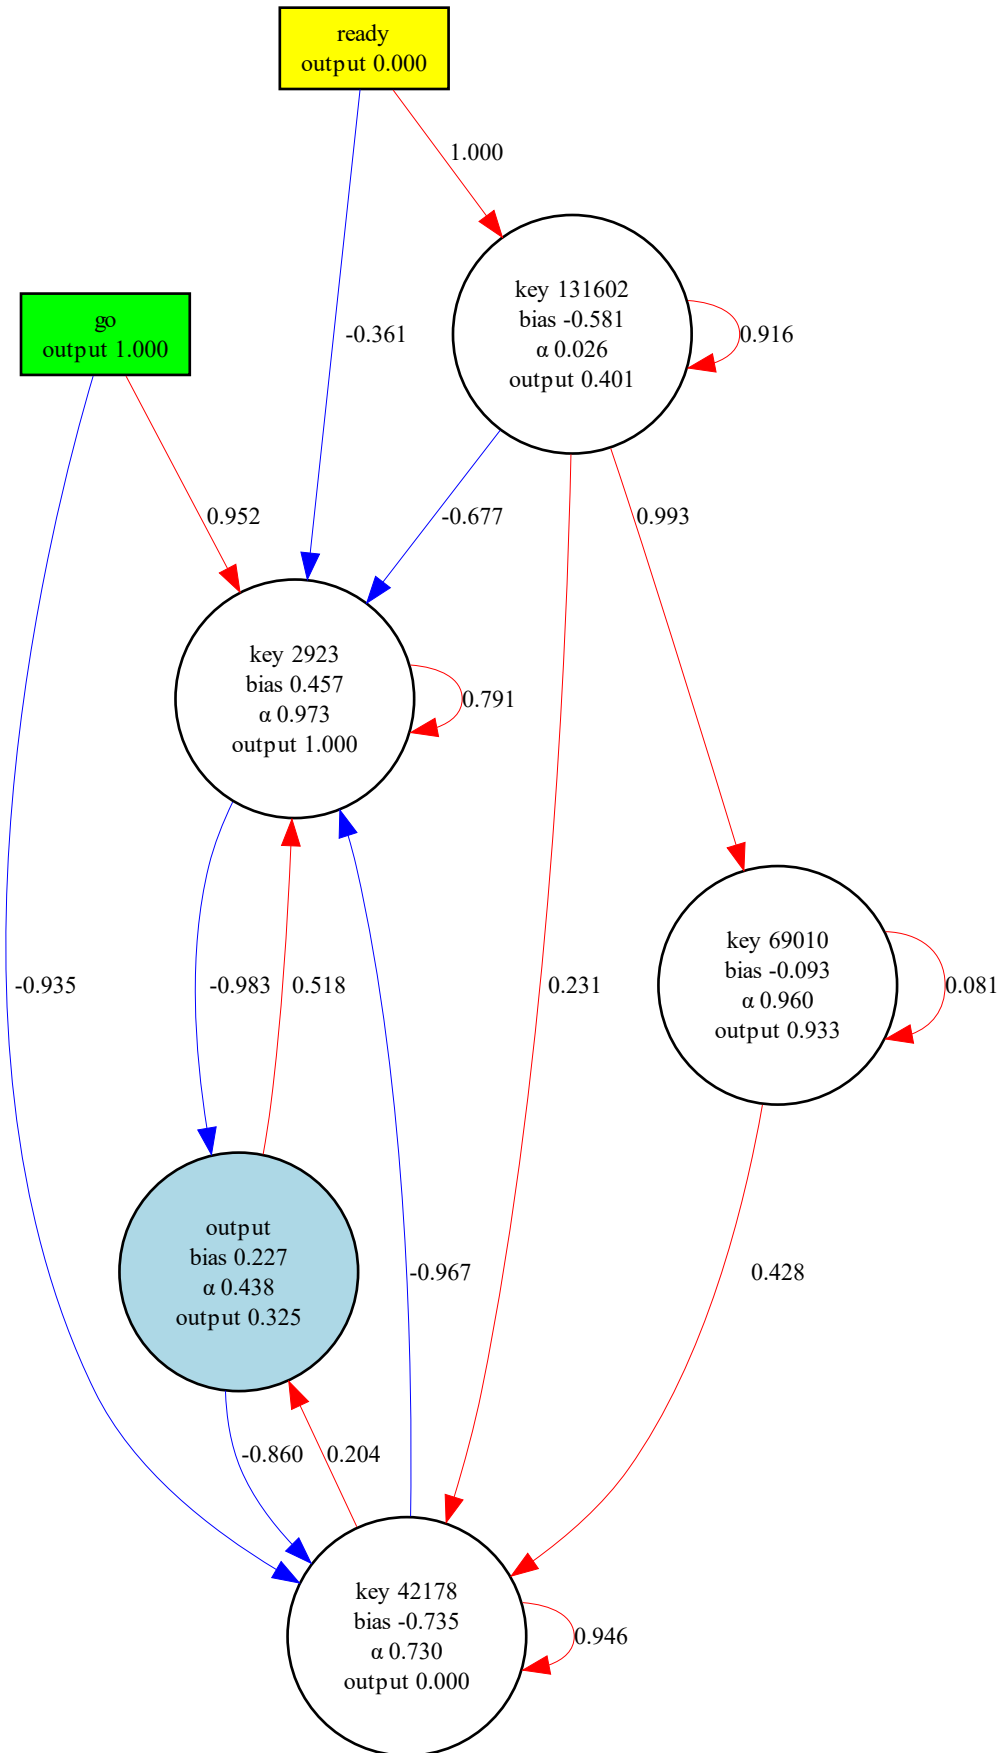 ready
output 0.000
1.000
key 131602
bias -0.581
α 0.026
output 0.401
0.916
-0.361
go
output 1.000
0.952
-0.677
0.993
key 2923
bias 0.457
α 0.973
output 1.000
0.791
key 69010
bias -0.093
α 0.960
output 0.933
0.081
-0.935
-0.983
0.518
0.231
output
bias 0.227
α 0.438
output 0.325
-0.967
0.428
-0.860
0.204
key 42178
bias -0.735
α 0.730
output 0.000
0.946